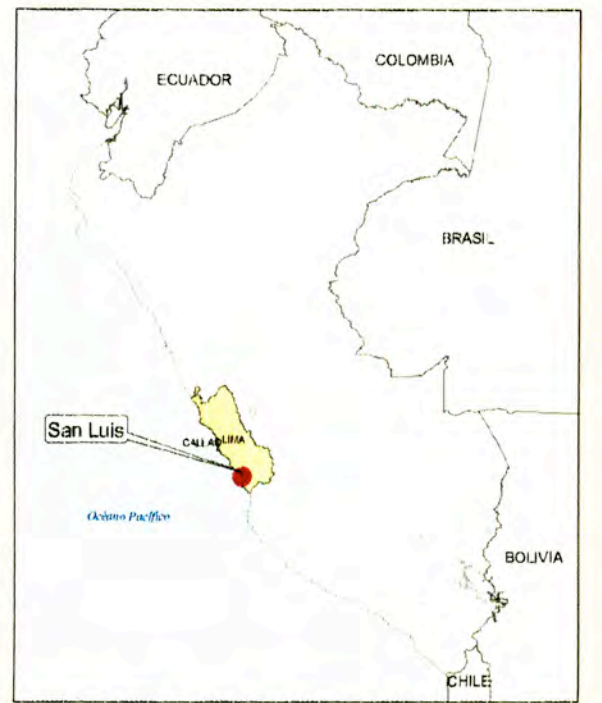 COLOMBIA
ECUADOR
BRASIL
San Luis
CALLAO
LIMA
Océano Pacífico
BOLIVIA
CHILE